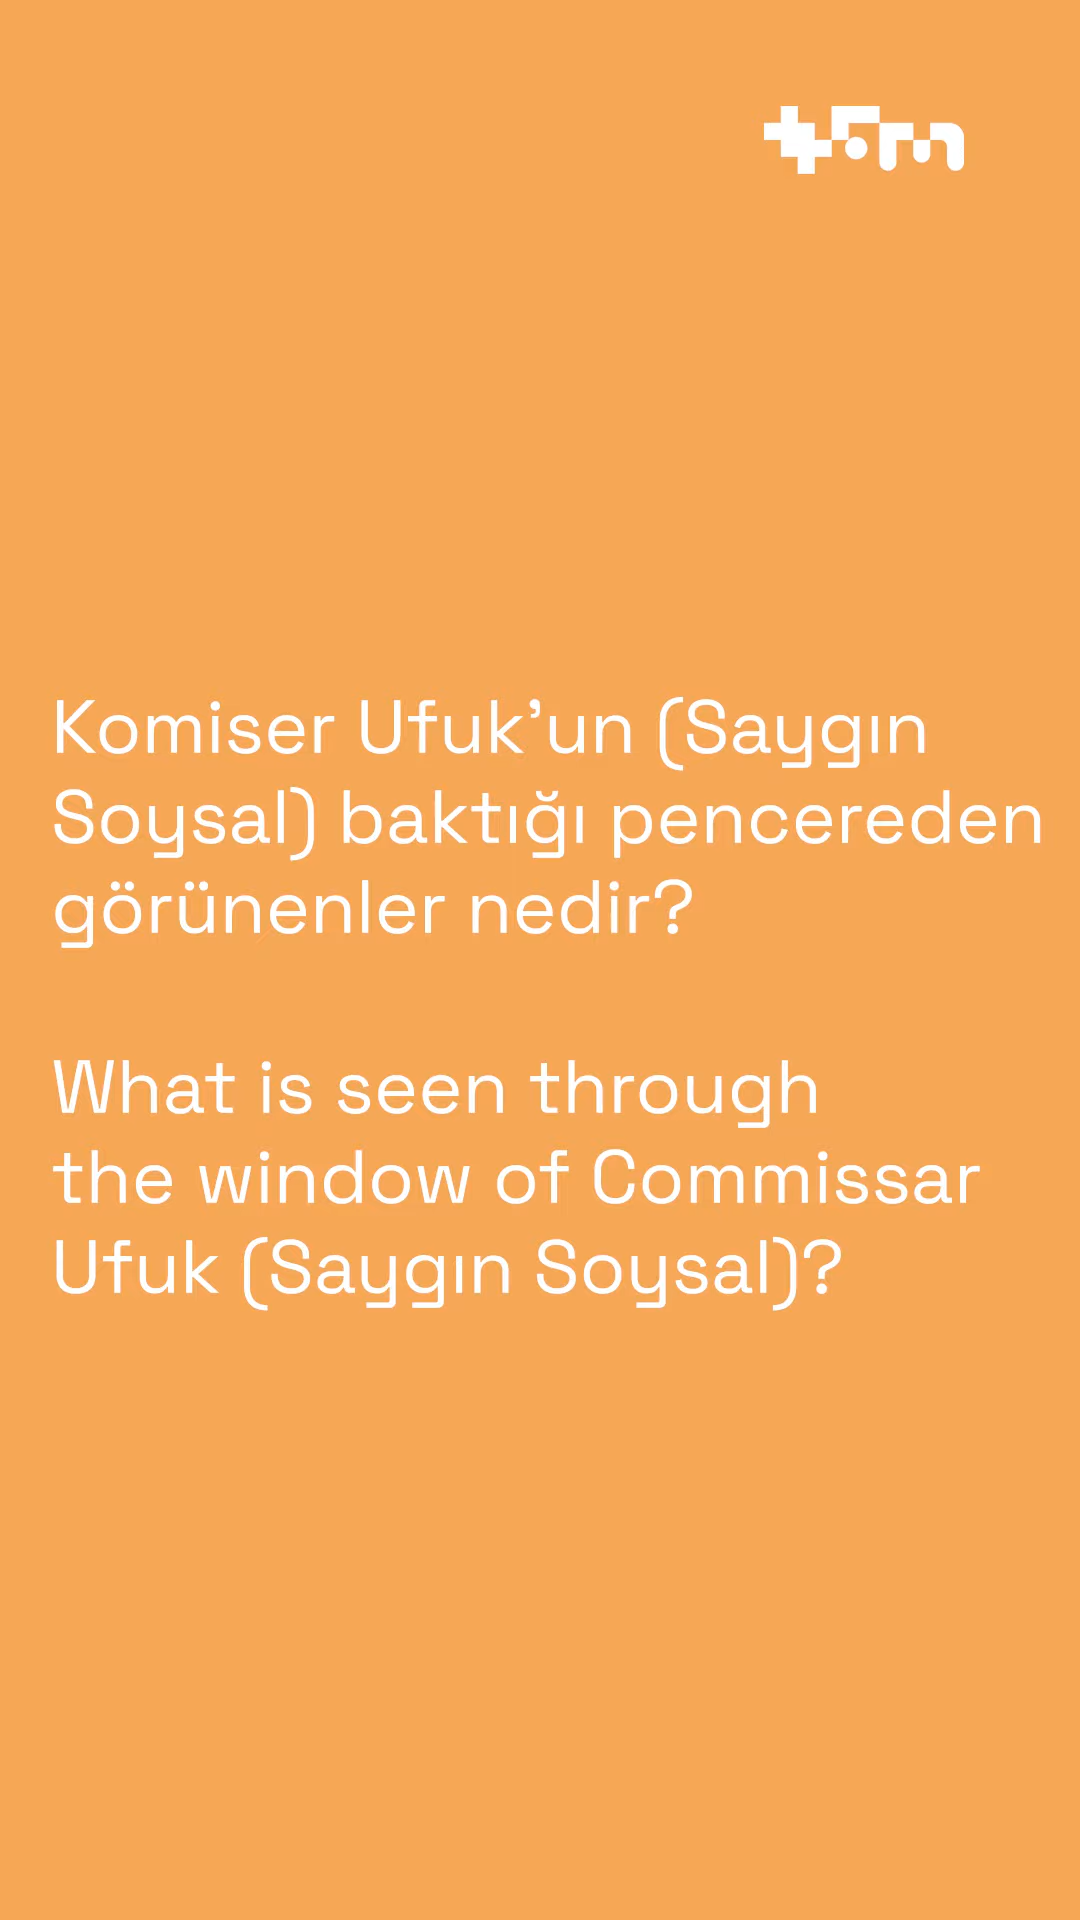 Komiser Ufuk’un (Saygın
Soysal) baktığı pencereden
görünenler nedir?
What is seen through
the window of Commissar
Ufuk (Saygın Soysal)?